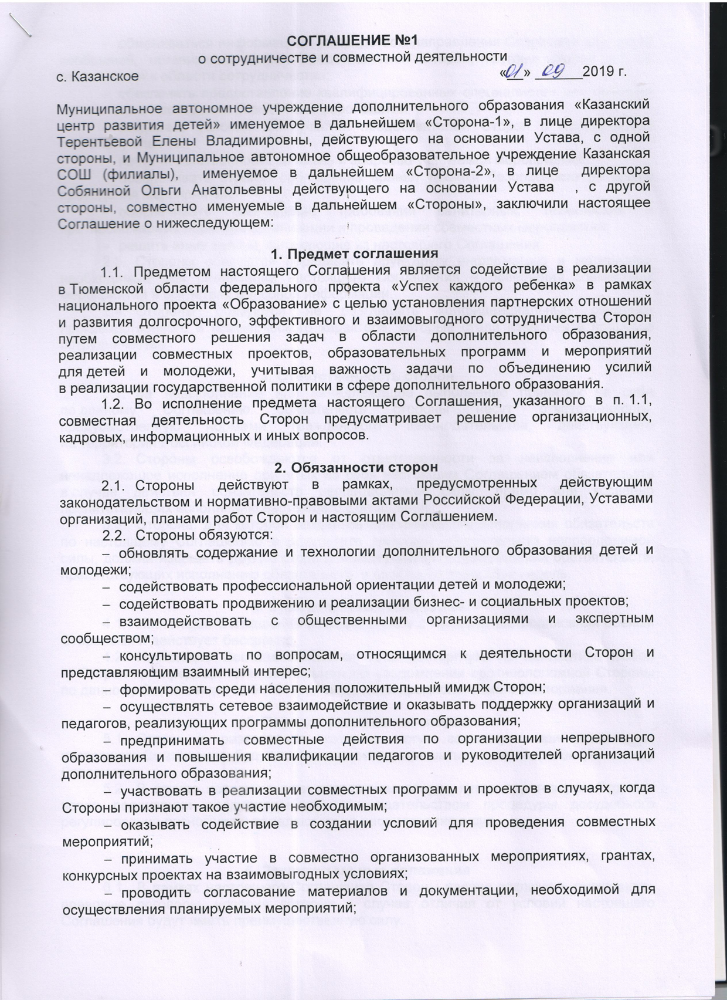 СОГЛАШЕНИЕ №1
о сотрудничестве и совместной деятельности
с. Казанское «01» 09 2019 г.
Муниципальное автономное учреждение дополнительного образования «Казанский
центр развития детей» именуемое в дальнейшем «Сторона-1», в лице директора
Терентьевой Елены Владимировны, действующего на основании Устава, с одной
стороны, и Муниципальное автономное общеобразовательное учреждение Казанская
СОШ (филиалы), именуемое в дальнейшем «Сторона-2», в лице директора
Собяниной Ольги Анатольевны действующего на основании Устава , с другой
стороны, совместно именуемые в дальнейшем «Стороны», заключили настоящее
Соглашение о нижеследующем:
1. Предмет соглашения
1.1. Предметом настоящего Соглашения является содействие в реализации
в Тюменской области федерального проекта «Успех каждого ребенка» в рамках
национального проекта «Образование» с целью установления партнерских отношений
и развития долгосрочного, эффективного и взаимовыгодного сотрудничества Сторон
путем совместного решения задач в области дополнительного образования,
реализации совместных проектов, образовательных программ и мероприятий
для детей и молодежи, учитывая важность задачи по объединению усилий
в реализации государственной политики в сфере дополнительного образования.
1.2. Во исполнение предмета настоящего Соглашения, указанного в п. 1.1,
совместная деятельность Сторон предусматривает решение организационных,
кадровых, информационных и иных вопросов.
2. Обязанности сторон
2.1. Стороны действуют в рамках, предусмотренных действующим
законодательством и нормативно-правовыми актами Российской Федерации, Уставами
организаций, планами работ Сторон и настоящим Соглашением.
2.2. Стороны обязуются:
– обновлять содержание и технологии дополнительного образования детей и
молодежи;
– содействовать профессиональной ориентации детей и молодежи;
– содействовать продвижению и реализации бизнес- и социальных проектов;
– взаимодействовать с общественными организациями и экспертным
сообществом;
– консультировать по вопросам, относящимся к деятельности Сторон и
представляющим взаимный интерес;
– формировать среди населения положительный имидж Сторон;
– осуществлять сетевое взаимодействие и оказывать поддержку организаций и
педагогов, реализующих программы дополнительного образования;
– предпринимать совместные действия по организации непрерывного
образования и повышения квалификации педагогов и руководителей организаций
дополнительного образования;
– участвовать в реализации совместных программ и проектов в случаях, когда
Стороны признают такое участие необходимым;
– оказывать содействие в создании условий для проведения совместных
мероприятий;
– принимать участие в совместно организованных мероприятиях, грантах,
конкурсных проектах на взаимовыгодных условиях;
– проводить согласование материалов и документации, необходимой для
осуществления планируемых мероприятий;